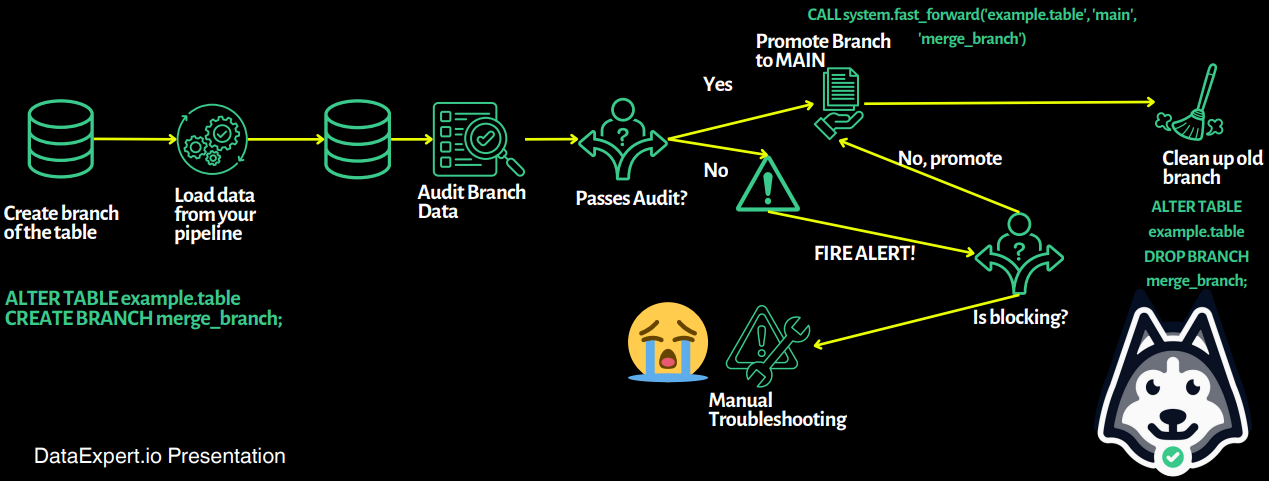 CALL system.fast_forward('example.table', 'main',
'merge_branch')
Promote Branch
to MAIN
Yes
No
No, promote
Clean up old
branch
ALTER TABLE
example.table
DROP BRANCH
merge_branch;
Create branch
of the table
Load data
from your
pipeline
Audit Branch
Data
Passes Audit?
?
FIRE ALERT!
?
Is blocking?
ALTER TABLE example.table
CREATE BRANCH merge_branch;
Manual
Troubleshooting
DataExpert.io Presentation